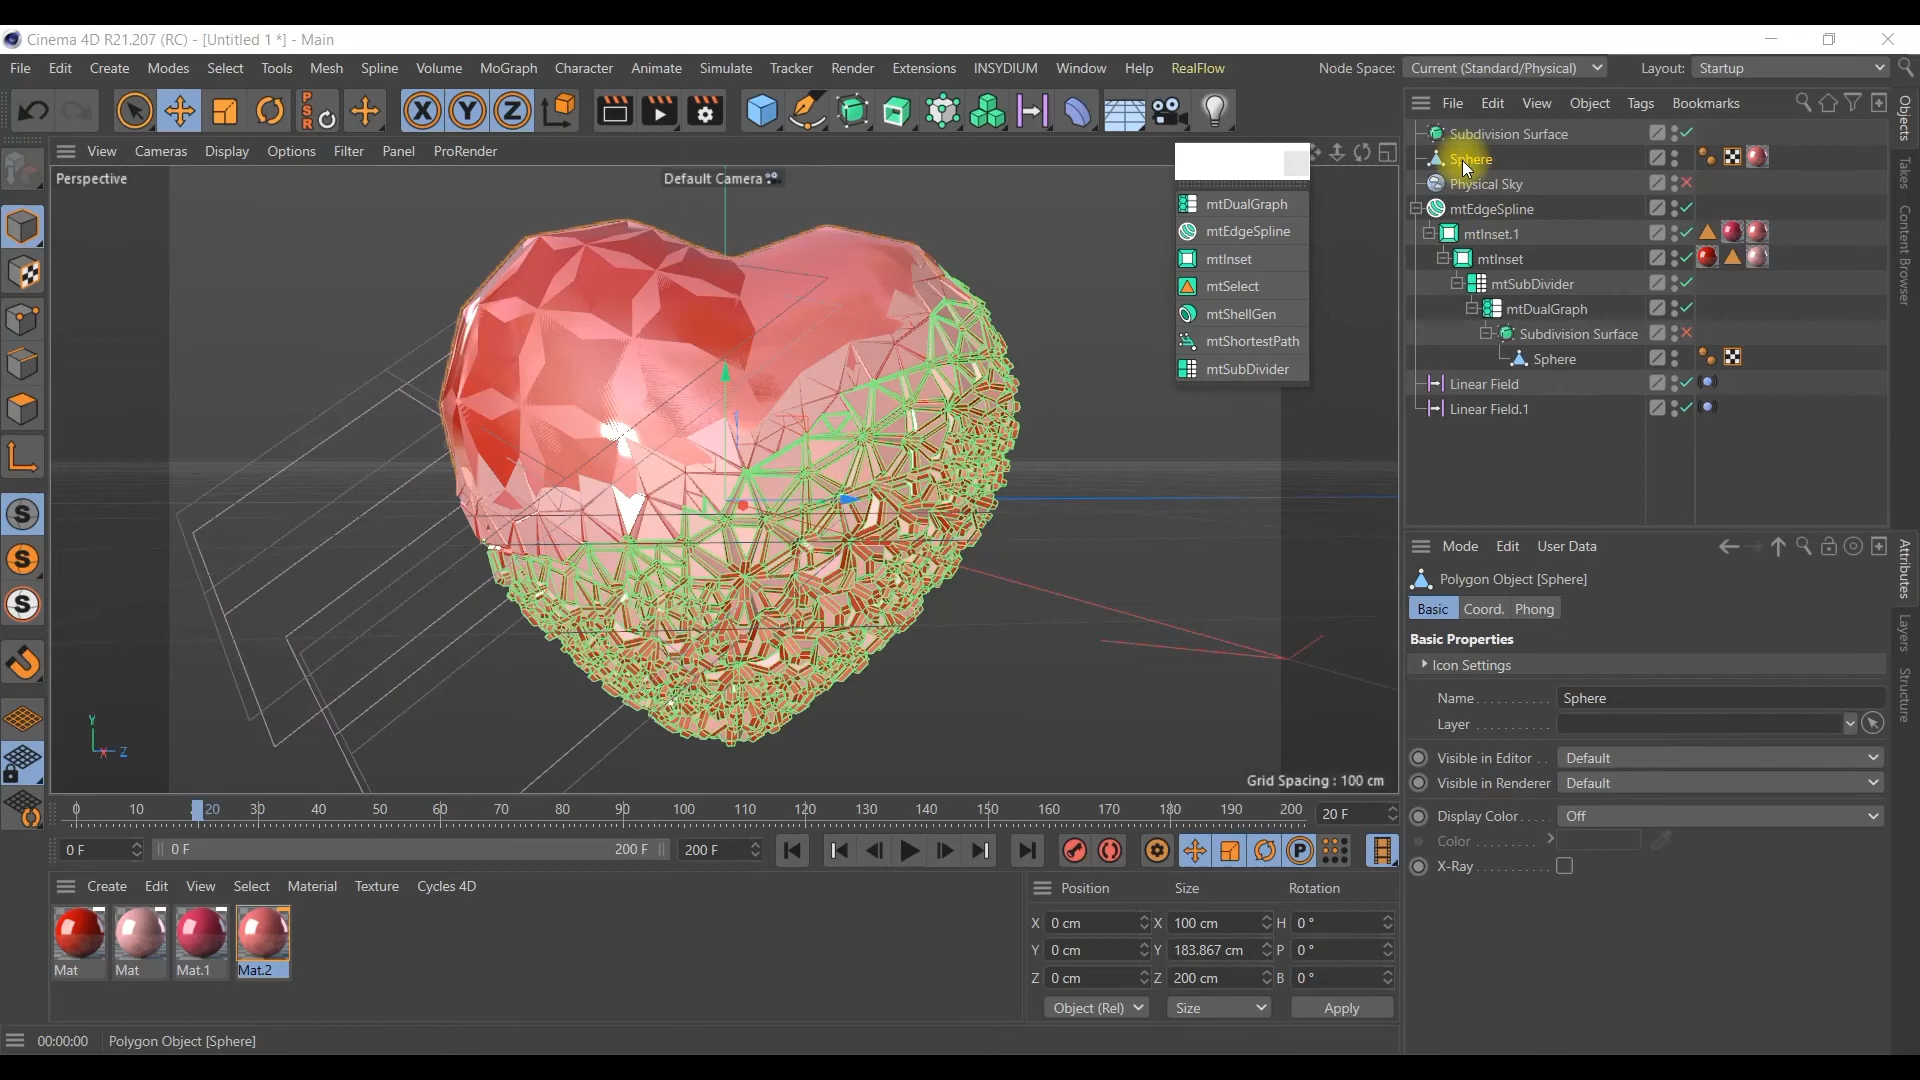 Cinema 4D R21.207 (RC) - [Untitled 1 *] - Main
File Edit Create Modes Select Tools Mesh Spline Volume MoGraph Character Animate Simulate Tracker Render Extensions INSYDIUM Window Help RealFlow Node Space: Current (Standard/Physical) Layout: Startup
PSR X Y Z
File Edit View Object Tags Bookmarks
View Cameras Display Options Filter Panel ProRender
Perspective
Default Camera
mtDualGraph
mtEdgeSpline
mtInset
mtSelect
mtShellGen
mtShortestPath
mtSubDivider
Subdivision Surface
Sphere
Physical Sky
mtEdgeSpline
mtInset.1
mtInset
mtSubDivider
mtDualGraph
Subdivision Surface
Sphere
Linear Field
Linear Field.1
Objects
Takes
Content Browser
Attributes
Layers
Structure
Mode Edit User Data
Polygon Object [Sphere]
Basic Coord. Phong
Basic Properties
Icon Settings
Name Sphere
Layer
Visible in Editor Default
Visible in Renderer Default
Display Color Off
Color
X-Ray
S
S
S
Y
X Z
Grid Spacing : 100 cm
0 10 20 30 40 50 60 70 80 90 100 110 120 130 140 150 160 170 180 190 200 20 F
0 F 0 F 200 F 200 F P
Create Edit View Select Material Texture Cycles 4D
Mat Mat Mat.1 Mat.2
Position Size Rotation
X 0 cm X 100 cm H 0 °
Y 0 cm Y 183.867 cm P 0 °
Z 0 cm Z 200 cm B 0 °
Object (Rel) Size Apply
00:00:00 Polygon Object [Sphere]